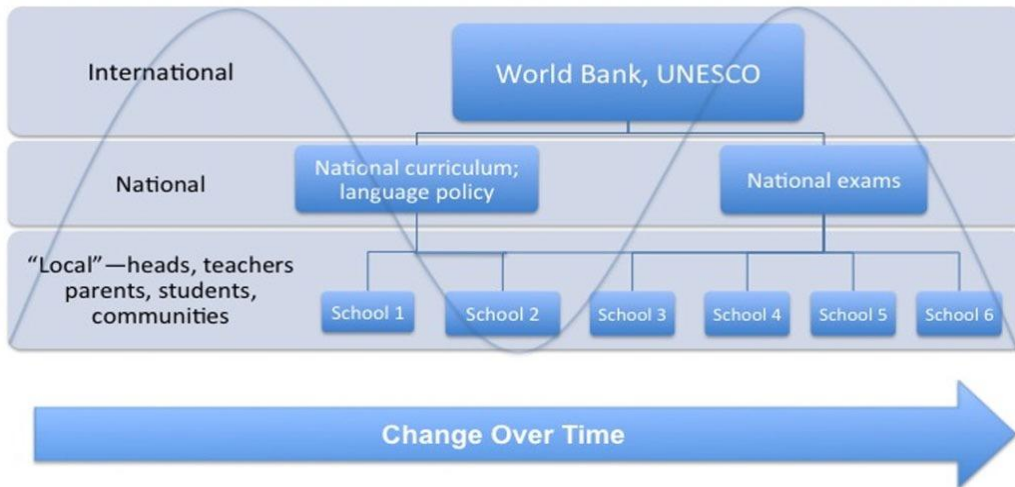 International
World Bank, UNESCO
National
National curriculum;
language policy
National exams
“Local”—heads, teachers
parents, students,
communities
School 1
School 2
School 3
School 4
School 5
School 6
Change Over Time